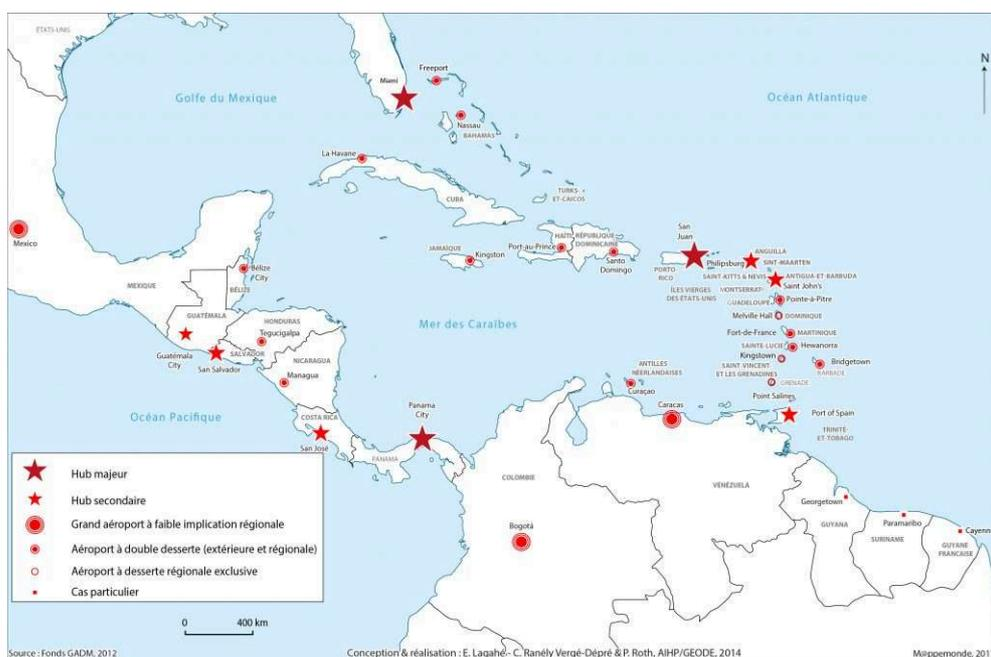 ÉTATS-UNIS
N
Golfe du Mexique
Océan Atlantique
Miami
Freeport
Nassau
BAHAMAS
La Havane
CUBA
TURKS-
ET-CAICOS
Mexico
MEXIQUE
Bélize
City
BÉLIZE
GUATÉMALA
Guatémala
City
HONDURAS
Tegucigalpa
SALVADOR
San Salvador
NICARAGUA
Managua
COSTA RICA
San José
PANAMA
Panama
City
JAMAÏQUE
Kingston
Port-au-Prince
HAÏTI
RÉPUBLIQUE
DOMINICAINE
Santo
Domingo
San
Juan
PORTO
RICO
ÎLES VIERGES
DES ÉTATS-UNIS
Philipsburg
ANGUILLA
SINT-MAARTEN
SAINT-KITTS & NEVIS
ANTIGUA-ET-BARBUDA
Saint John's
MONTSERRAT
GUADELOUPE
Pointe-à-Pitre
Melville Hall
DOMINIQUE
Fort-de-France
MARTINIQUE
SAINTE-LUCIE
Hewanorra
Kingstown
SAINT VINCENT
ET LES GRENADINES
Bridgetown
BARBADE
GRENADE
Point Salines
Port of Spain
TRINITÉ
-ET-TOBAGO
Mer des Caraïbes
ANTILLES
NÉERLANDAISES
Curaçao
Caracas
VÉNÉZUELA
COLOMBIE
Bogotá
Georgetown
GUYANA
Paramaribo
SURINAME
Cayenn
GUYANE
FRANÇAISE
Océan Pacifique
Hub majeur
Hub secondaire
Grand aéroport à faible implication régionale
Aéroport à double desserte (extérieure et régionale)
Aéroport à desserte régionale exclusive
Cas particulier
0 400 km
Source : Fonds GADM, 2012
Conception & réalisation : E. Lagahé - C. Ranély Vergé-Dépré & P. Roth, AIHP/GEODE, 2014
M@ppemonde, 201